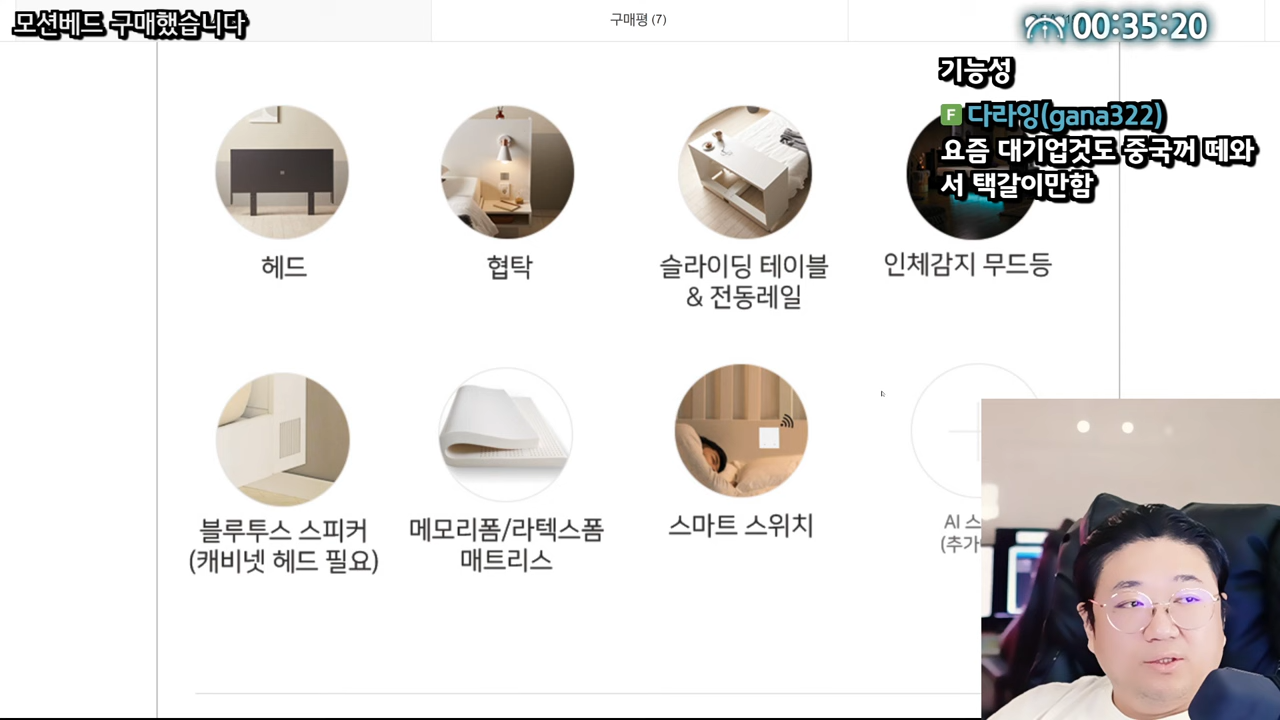 모션베드 구매했습니다
구매평 (7)
00:35:20
기능성
F 다라잉(gana322)
요즘 대기업것도 중국꺼 떼와
서 택갈이만함
헤드
협탁
슬라이딩 테이블
& 전동레일
인체감지 무드등
블루투스 스피커
(캐비넷 헤드 필요)
메모리폼/라텍스폼
매트리스
스마트 스위치
AI 스
(추가